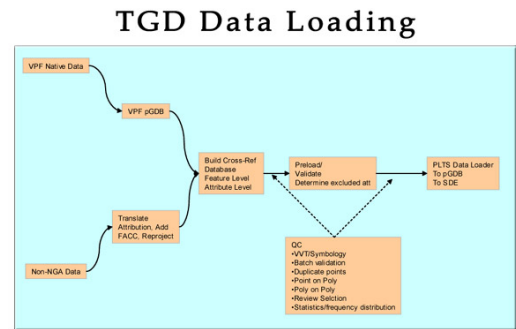 TGD Data Loading
VPF Native Data
VPF pGDB
Build Cross-Ref
Database
Feature Level
Attribute Level
Preload/
Validate
Determine excluded att
PLTS Data Loader
To pGDB
To SDE
Translate
Attribution, Add
FACC, Reproject
Non-NGA Data
QC
•VVT/Symbology
•Batch validation
•Duplicate points
•Point on Poly
•Poly on Poly
•Review Selction
•Statistics/frequency distribution